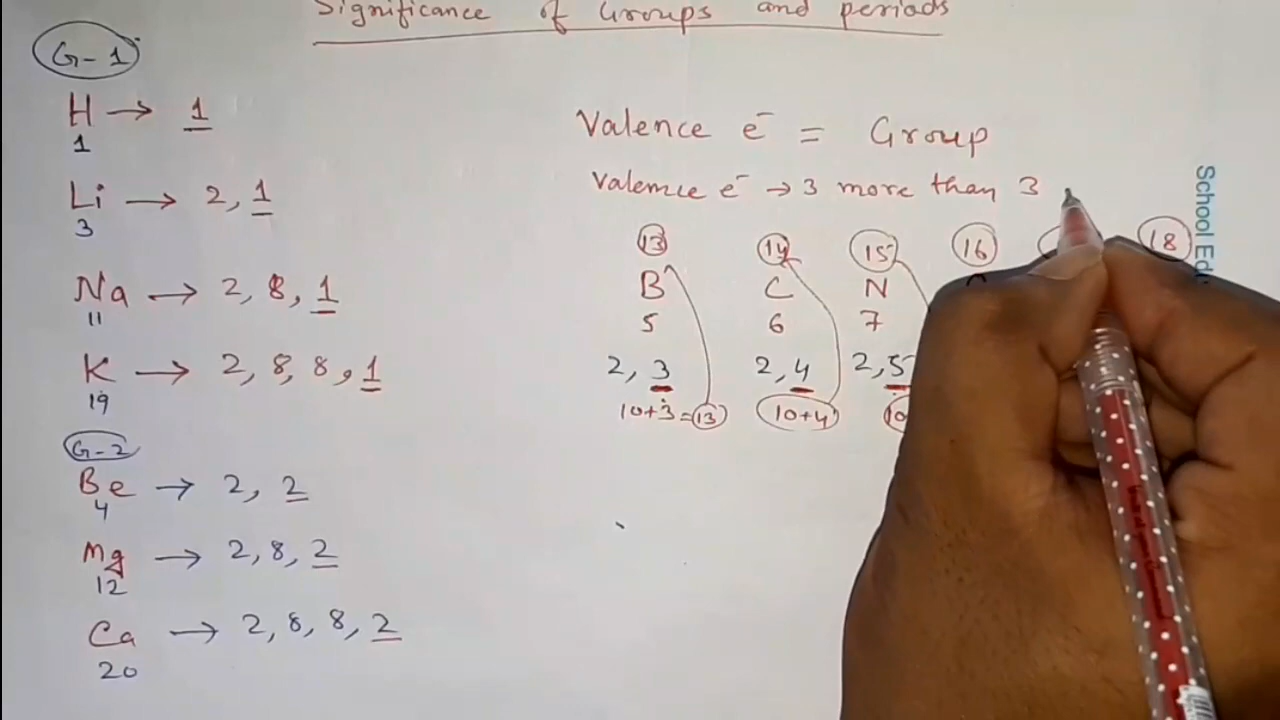 Significance of Groups and periods
G-1
H → 1
1
Li → 2, 1
3
Na → 2, 8, 1
11
K → 2, 8, 8, 1
19
G-2
Be → 2, 2
4
Mg → 2, 8, 2
12
Ca → 2, 8, 8, 2
20
Valence e⁻ = Group
Valence e⁻ → 3 more than 3
13 14 15 16 18
B C N
5 6 7
2, 3 2, 4 2, 5
10+3=13 10+4 10
School Ed